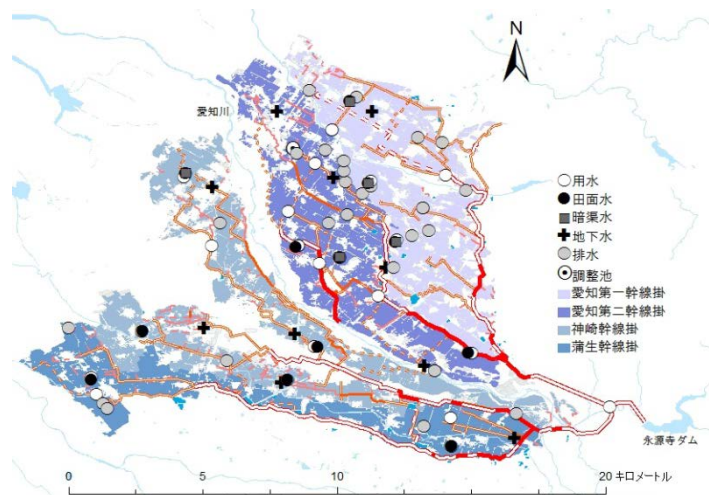 N
愛知川
用水
田面水
暗渠水
地下水
排水
調整池
愛知第一幹線掛
愛知第二幹線掛
神崎幹線掛
蒲生幹線掛
永源寺ダム
0 5 10 20 キロメートル